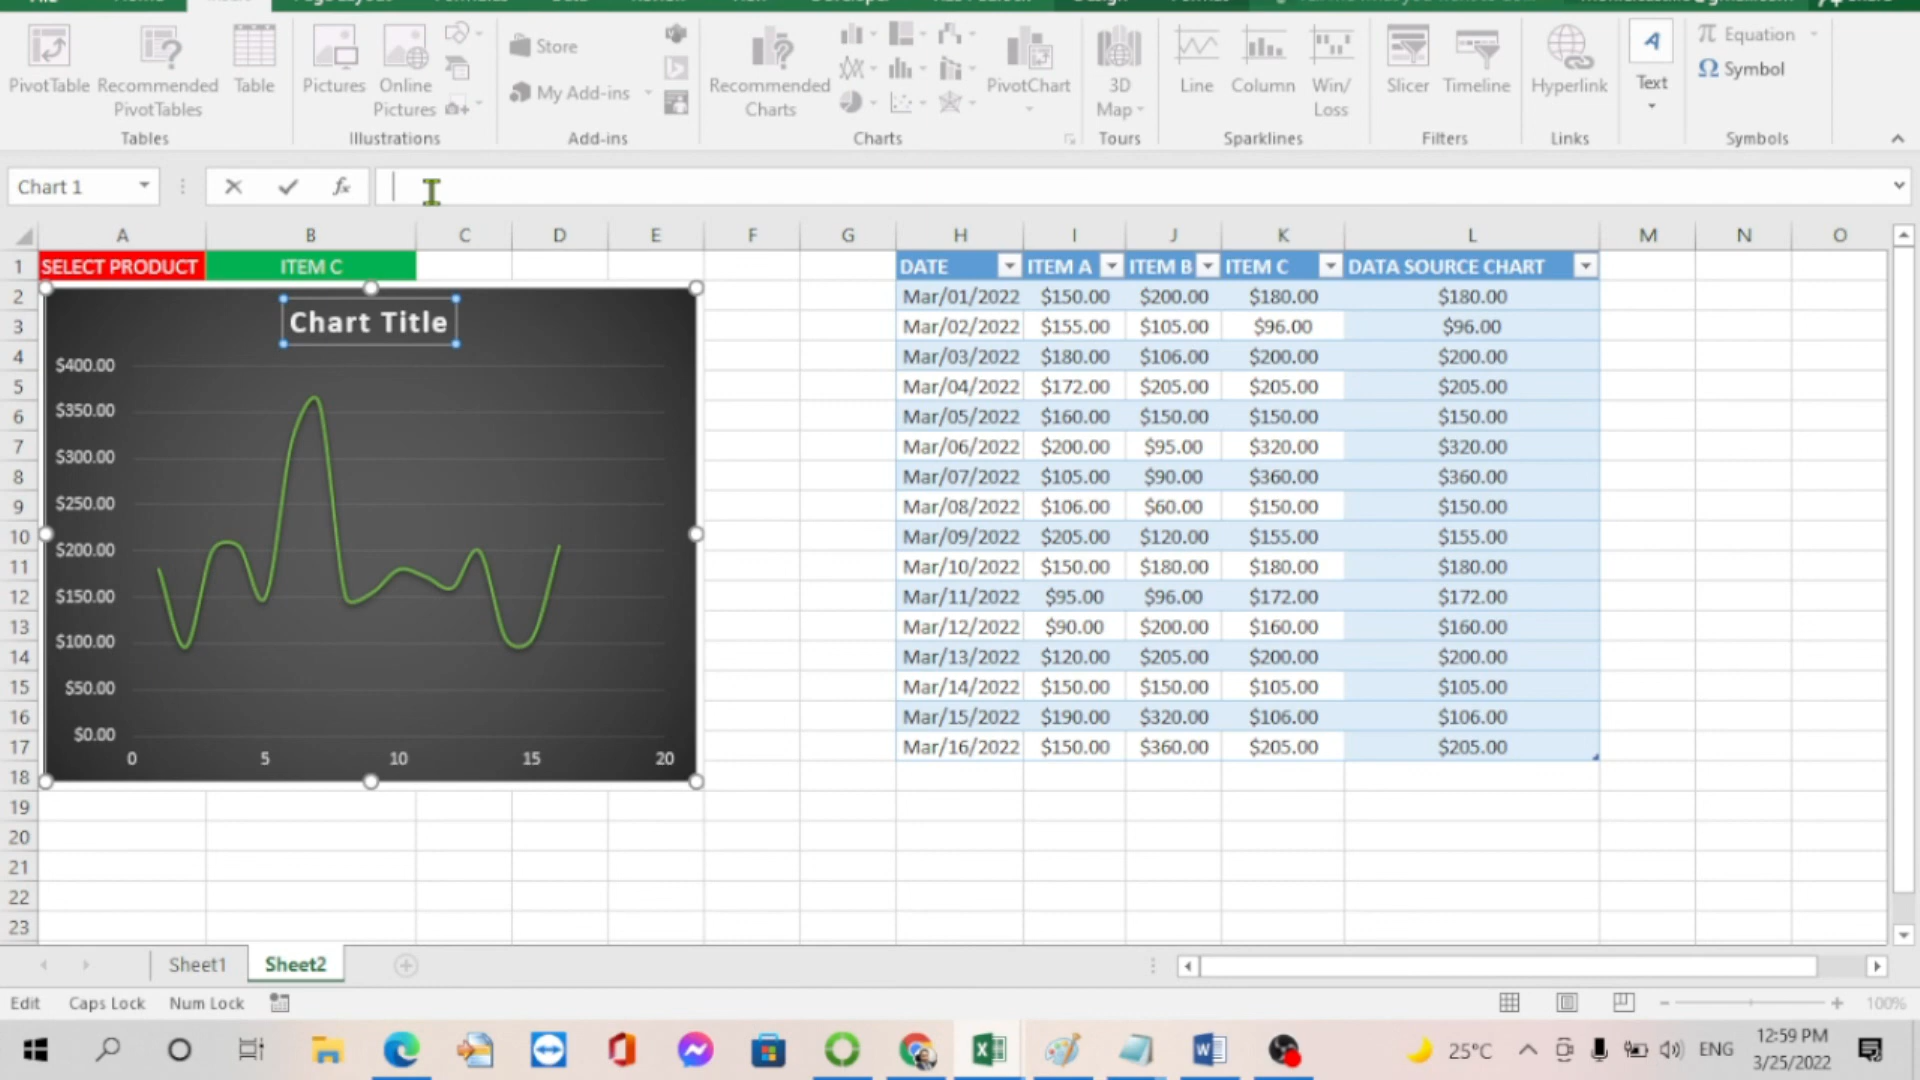 PivotTable Recommended PivotTables Table
Tables
Pictures Online Pictures
Illustrations
Store
My Add-ins
Add-ins
Recommended Charts
PivotChart
Charts
3D Map
Tours
Line Column Win/Loss
Sparklines
Slicer Timeline
Filters
Hyperlink
Links
Text
Equation
Symbol
Symbols
Chart 1
fx
A B C D E F G H I J K L M N O
1 SELECT PRODUCT ITEM C DATE ITEM A ITEM B ITEM C DATA SOURCE CHART
2 Mar/01/2022 $150.00 $200.00 $180.00 $180.00
3 Mar/02/2022 $155.00 $105.00 $96.00 $96.00
4 Mar/03/2022 $180.00 $106.00 $200.00 $200.00
5 Mar/04/2022 $172.00 $205.00 $205.00 $205.00
6 Mar/05/2022 $160.00 $150.00 $150.00 $150.00
7 Mar/06/2022 $200.00 $95.00 $320.00 $320.00
8 Mar/07/2022 $105.00 $90.00 $360.00 $360.00
9 Mar/08/2022 $106.00 $60.00 $150.00 $150.00
10 Mar/09/2022 $205.00 $120.00 $155.00 $155.00
11 Mar/10/2022 $150.00 $180.00 $180.00 $180.00
12 Mar/11/2022 $95.00 $96.00 $172.00 $172.00
13 Mar/12/2022 $90.00 $200.00 $160.00 $160.00
14 Mar/13/2022 $120.00 $205.00 $200.00 $200.00
15 Mar/14/2022 $150.00 $150.00 $105.00 $105.00
16 Mar/15/2022 $190.00 $320.00 $106.00 $106.00
17 Mar/16/2022 $150.00 $360.00 $205.00 $205.00
18
19
20
21
22
23
Chart Title
$400.00
$350.00
$300.00
$250.00
$200.00
$150.00
$100.00
$50.00
$0.00
0 5 10 15 20
Sheet1 Sheet2
Edit Caps Lock Num Lock
100%
25°C
ENG
12:59 PM
3/25/2022